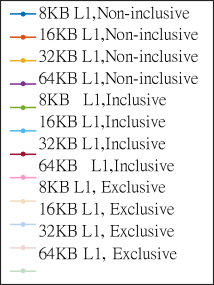 8KB L1,Non-inclusive
16KB L1,Non-inclusive
32KB L1,Non-inclusive
64KB L1,Non-inclusive
8KB L1,Inclusive
16KB L1,Inclusive
32KB L1,Inclusive
64KB L1,Inclusive
8KB L1, Exclusive
16KB L1, Exclusive
32KB L1, Exclusive
64KB L1, Exclusive